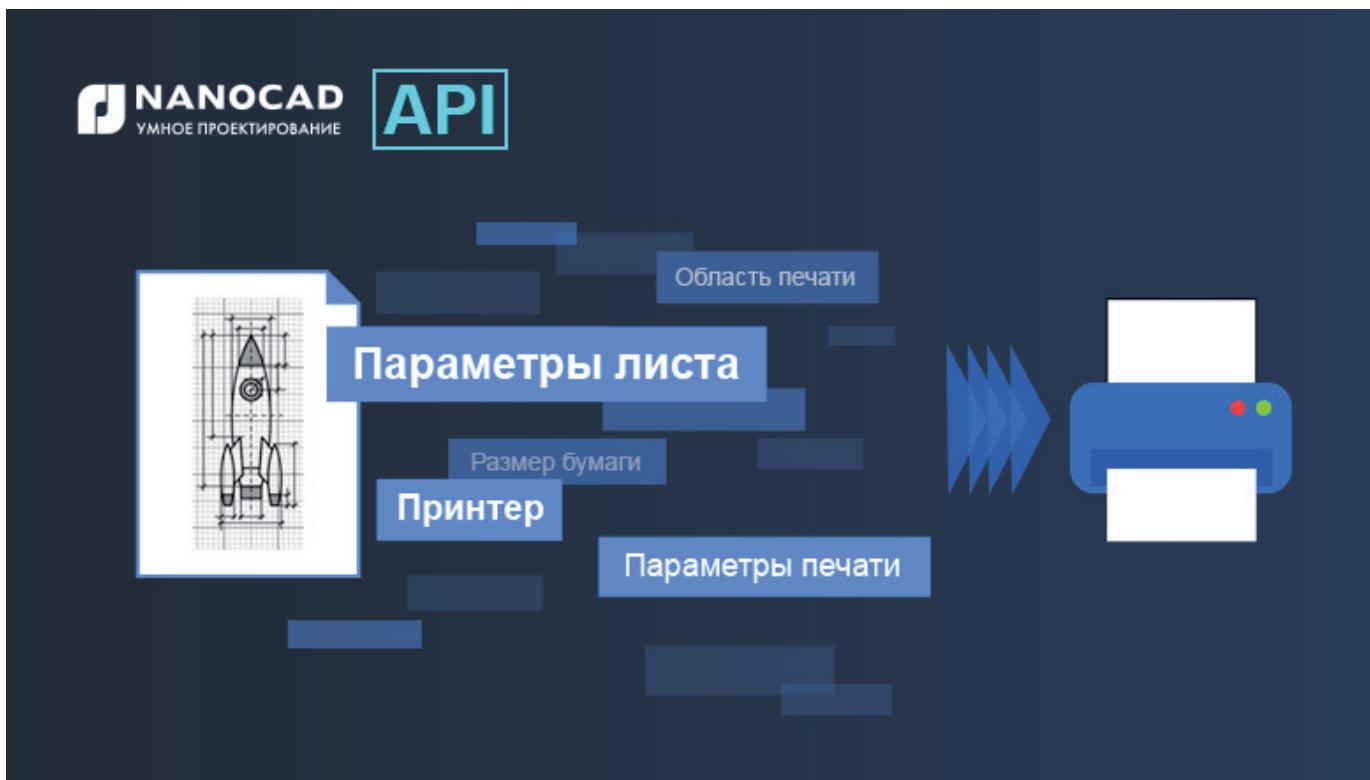 NANOCAD
УМНОЕ ПРОЕКТИРОВАНИЕ
API
Область печати
Параметры листа
Размер бумаги
Принтер
Параметры печати